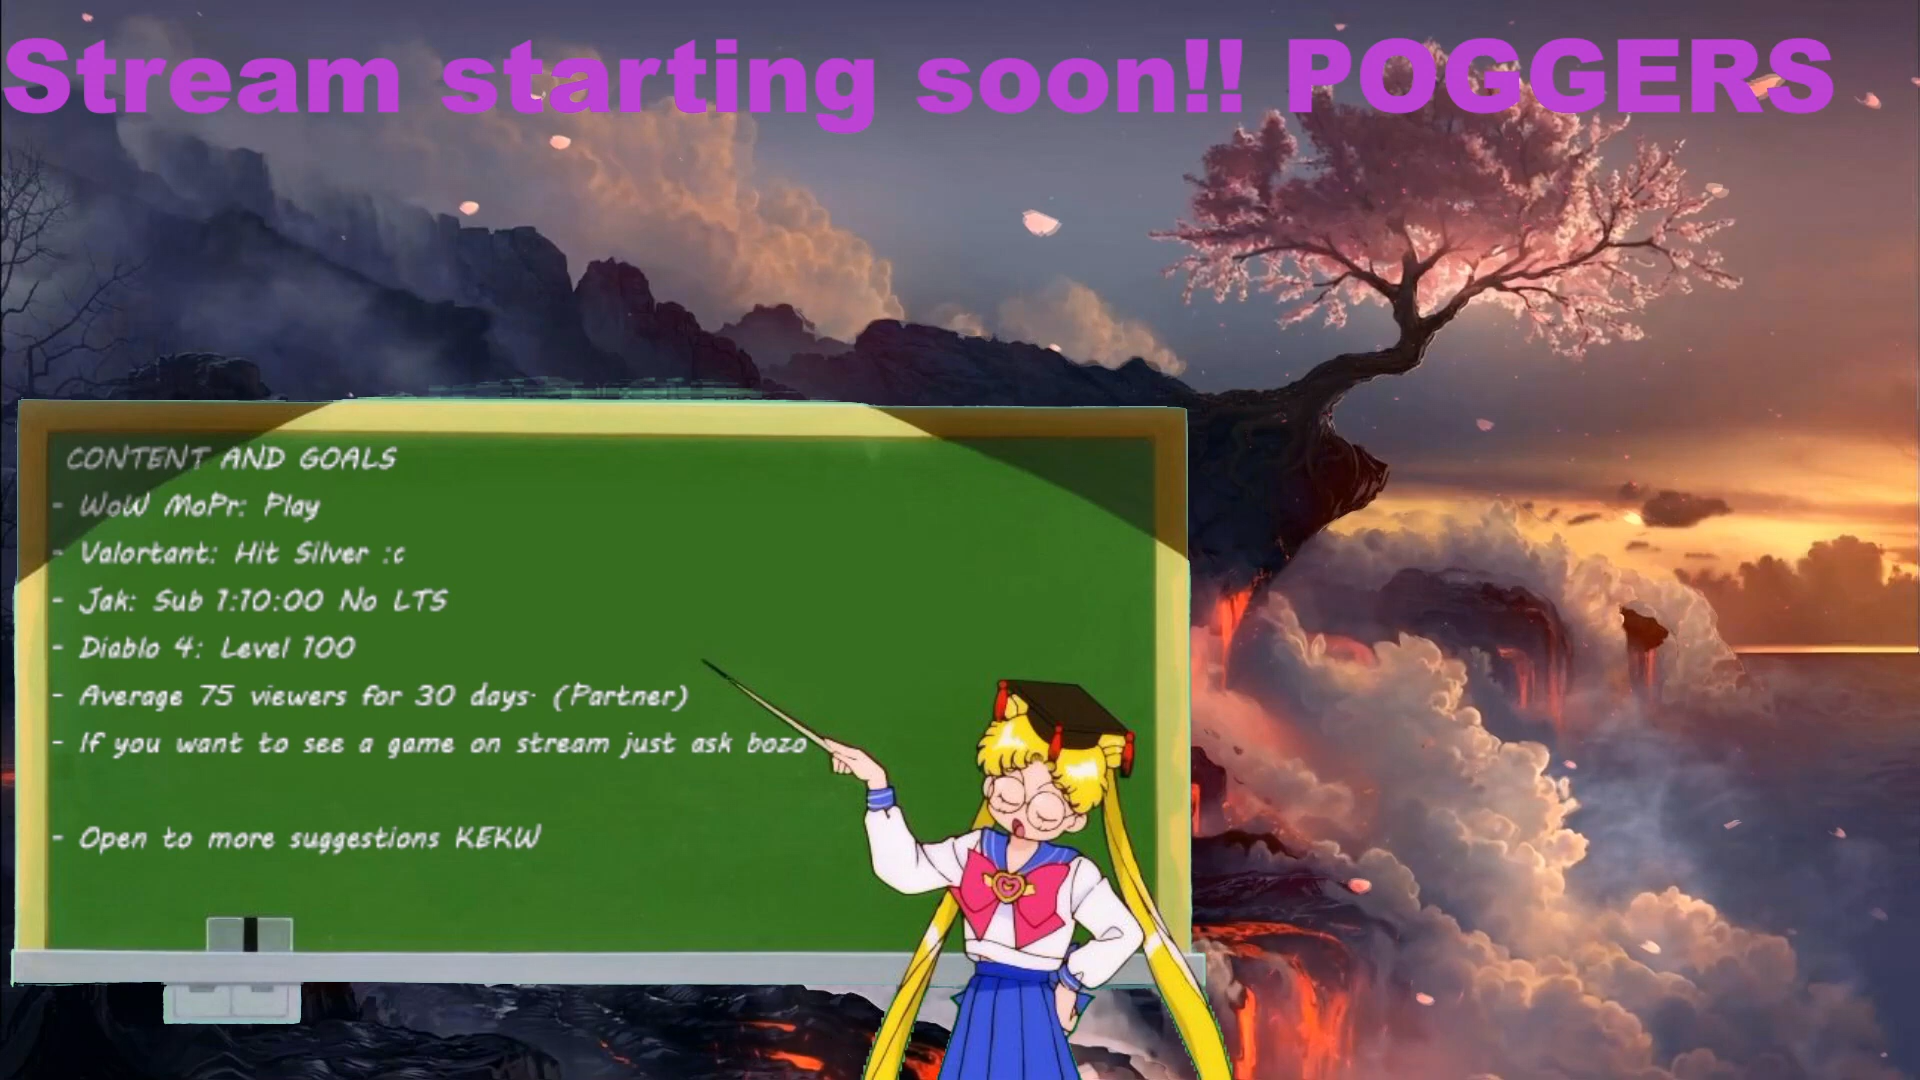 Stream starting soon!! POGGERS
CONTENT AND GOALS
- WoW MoPr: Play
- Valortant: Hit Silver :c
- Jak: Sub 1:10:00 No LTS
- Diablo 4: Level 100
- Average 75 viewers for 30 days. (Partner)
- If you want to see a game on stream just ask bozo
- Open to more suggestions KEKW